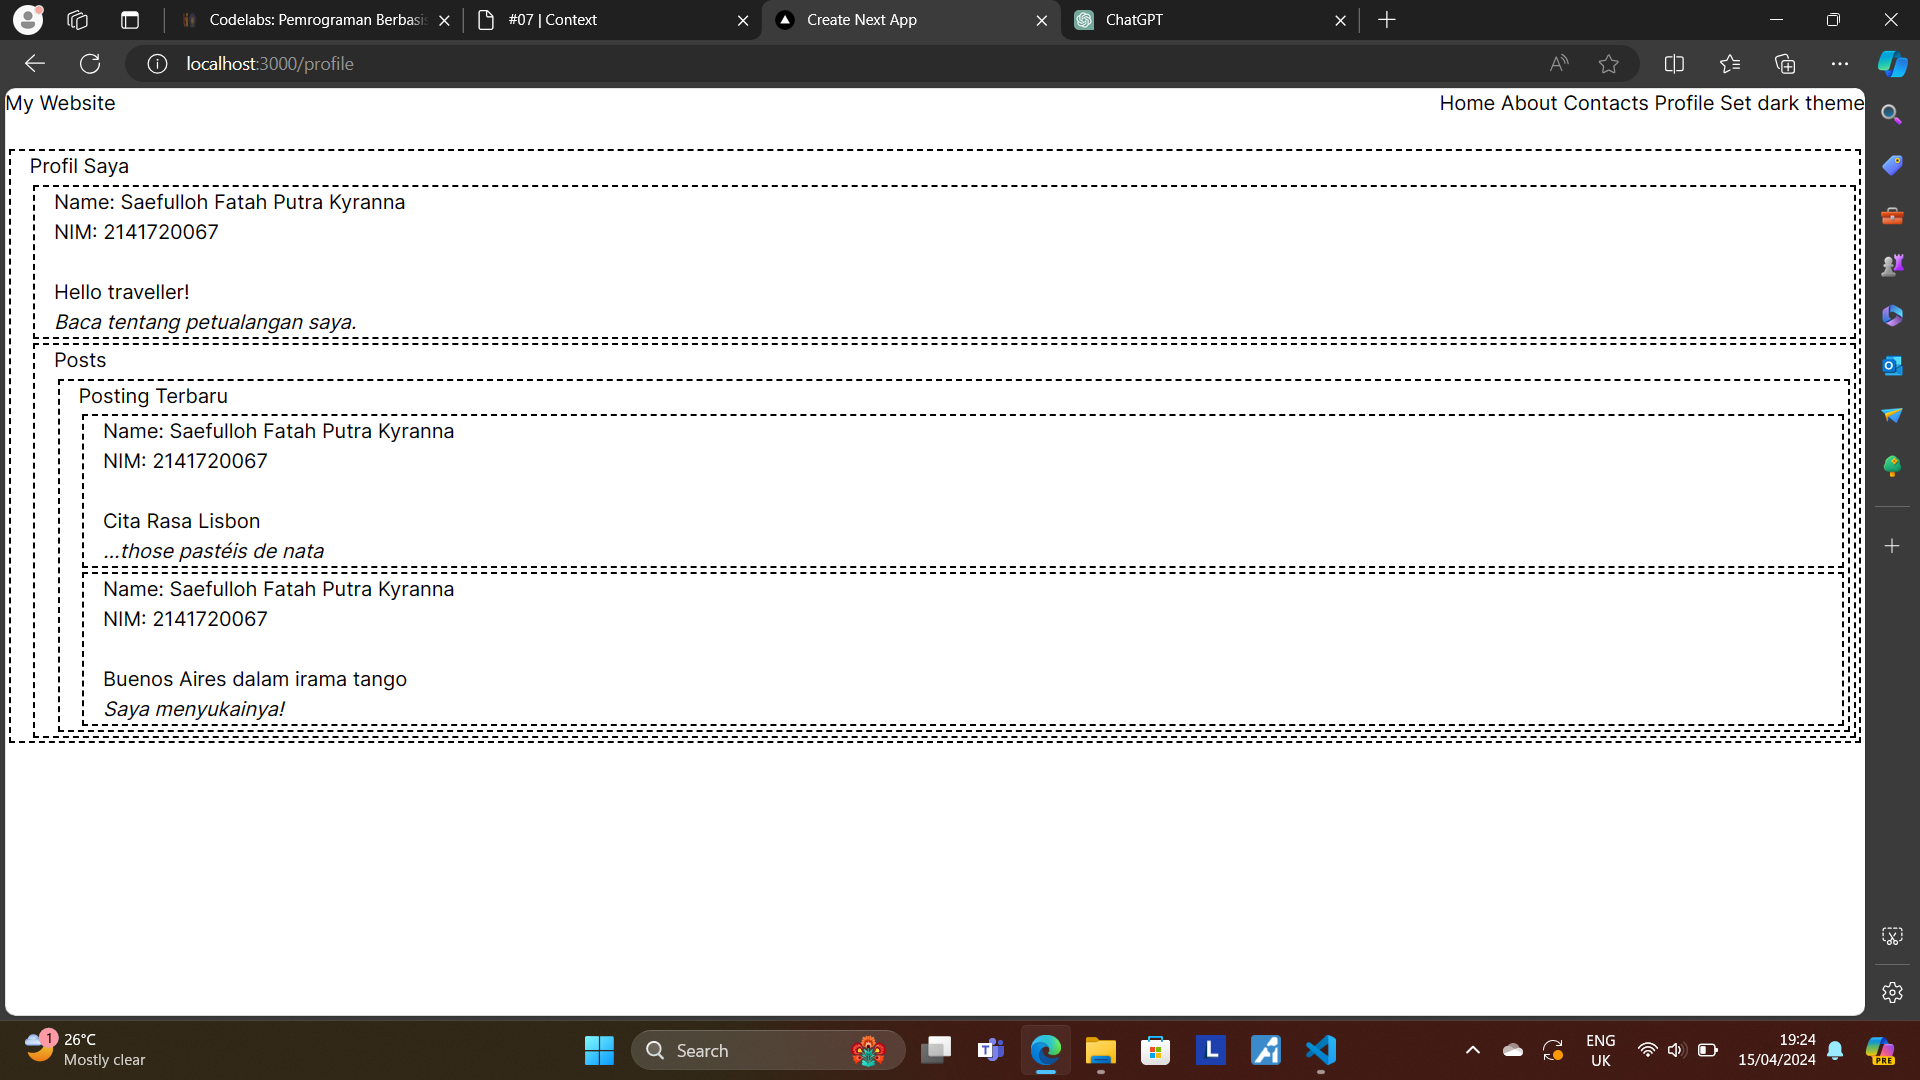 Codelabs: Pemrograman Berbasis
#07 | Context
Create Next App
ChatGPT
localhost:3000/profile
My Website
Home About Contacts Profile Set dark theme
Profil Saya
Name: Saefulloh Fatah Putra Kyranna
NIM: 2141720067
Hello traveller!
Baca tentang petualangan saya.
Posts
Posting Terbaru
Name: Saefulloh Fatah Putra Kyranna
NIM: 2141720067
Cita Rasa Lisbon
...those pastéis de nata
Name: Saefulloh Fatah Putra Kyranna
NIM: 2141720067
Buenos Aires dalam irama tango
Saya menyukainya!
1
26°C
Mostly clear
Search
L
ENG
UK
19:24
15/04/2024
PRE